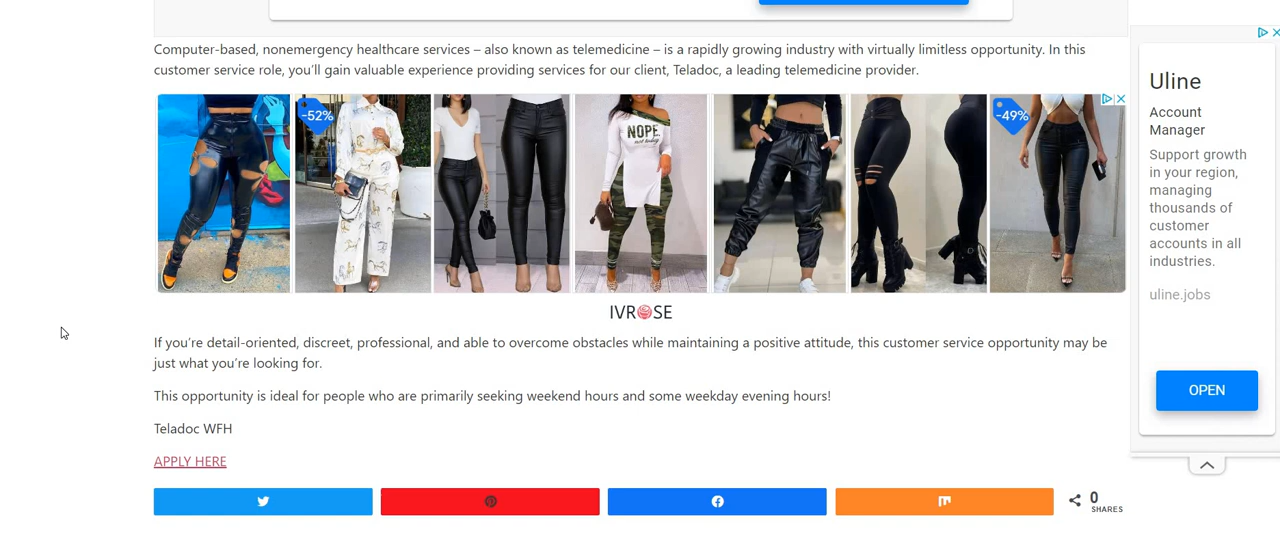 Computer-based, nonemergency healthcare services – also known as telemedicine – is a rapidly growing industry with virtually limitless opportunity. In this
customer service role, you’ll gain valuable experience providing services for our client, Teladoc, a leading telemedicine provider.
-52%
NOPE.
not today
-49%
IVROSE
If you’re detail-oriented, discreet, professional, and able to overcome obstacles while maintaining a positive attitude, this customer service opportunity may be
just what you’re looking for.
This opportunity is ideal for people who are primarily seeking weekend hours and some weekday evening hours!
Teladoc WFH
APPLY HERE
0
SHARES
Uline
Account
Manager
Support growth
in your region,
managing
thousands of
customer
accounts in all
industries.
uline.jobs
OPEN